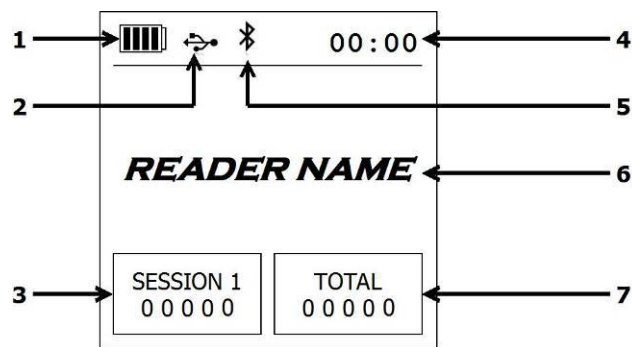 1 00:00 4
2 5
READER NAME 6
SESSION 1 TOTAL
3 00000 00000 7